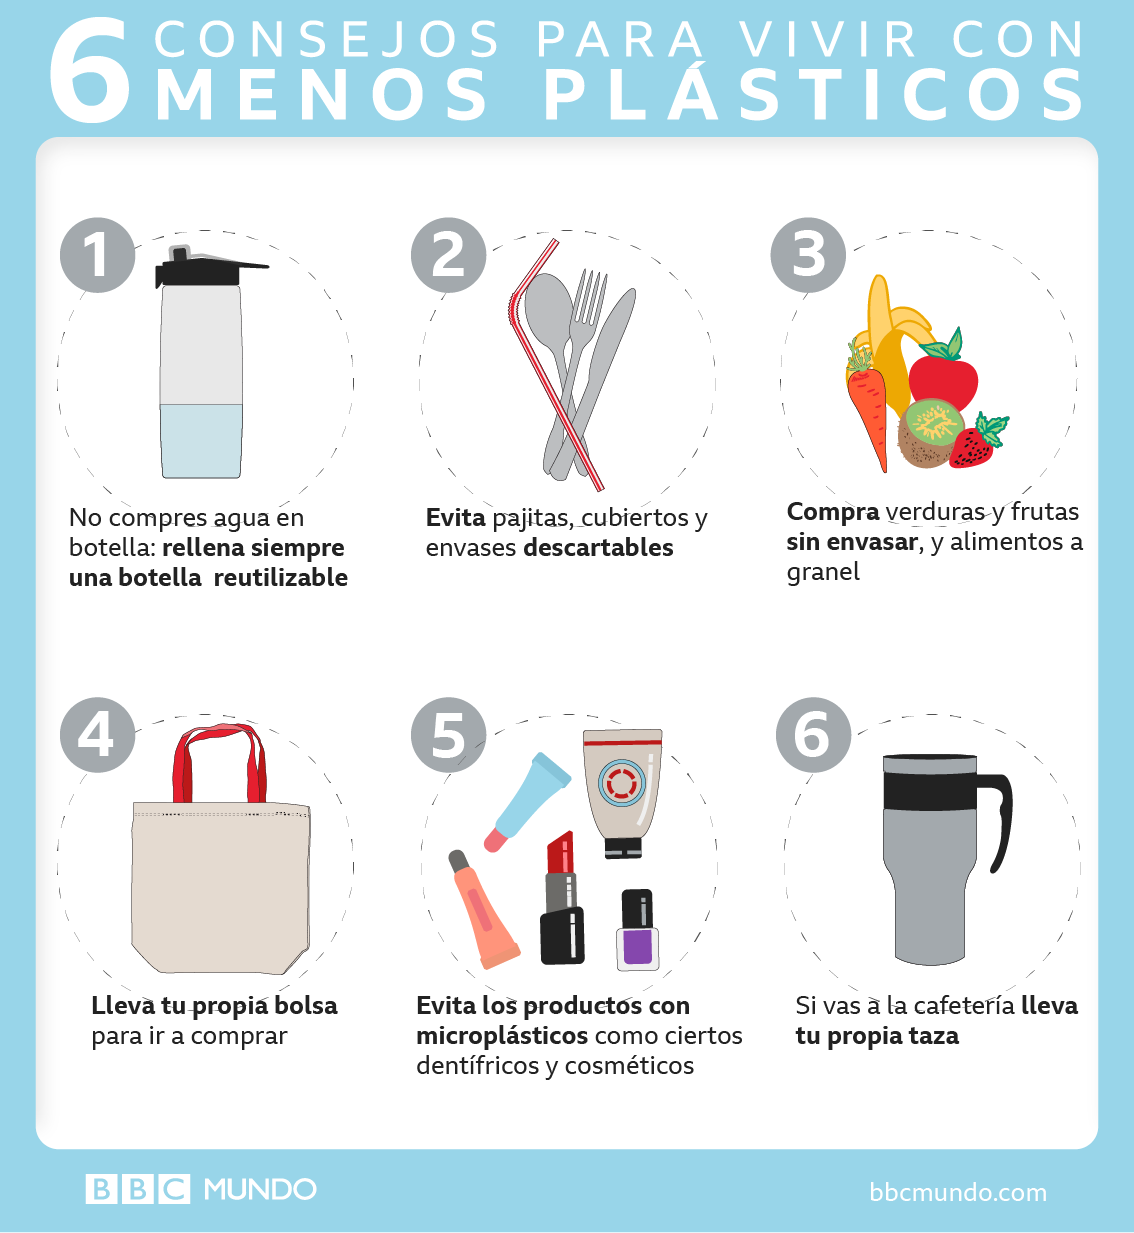 6 CONSEJOS PARA VIVIR CON
MENOS PLÁSTICOS
1
No compres agua en
botella: rellena siempre
una botella reutilizable
2
Evita pajitas, cubiertos y
envases descartables
3
Compra verduras y frutas
sin envasar, y alimentos a
granel
4
Lleva tu propia bolsa
para ir a comprar
5
Evita los productos con
microplásticos como ciertos
dentífricos y cosméticos
6
Si vas a la cafetería lleva
tu propia taza
BBC MUNDO
bbcmundo.com